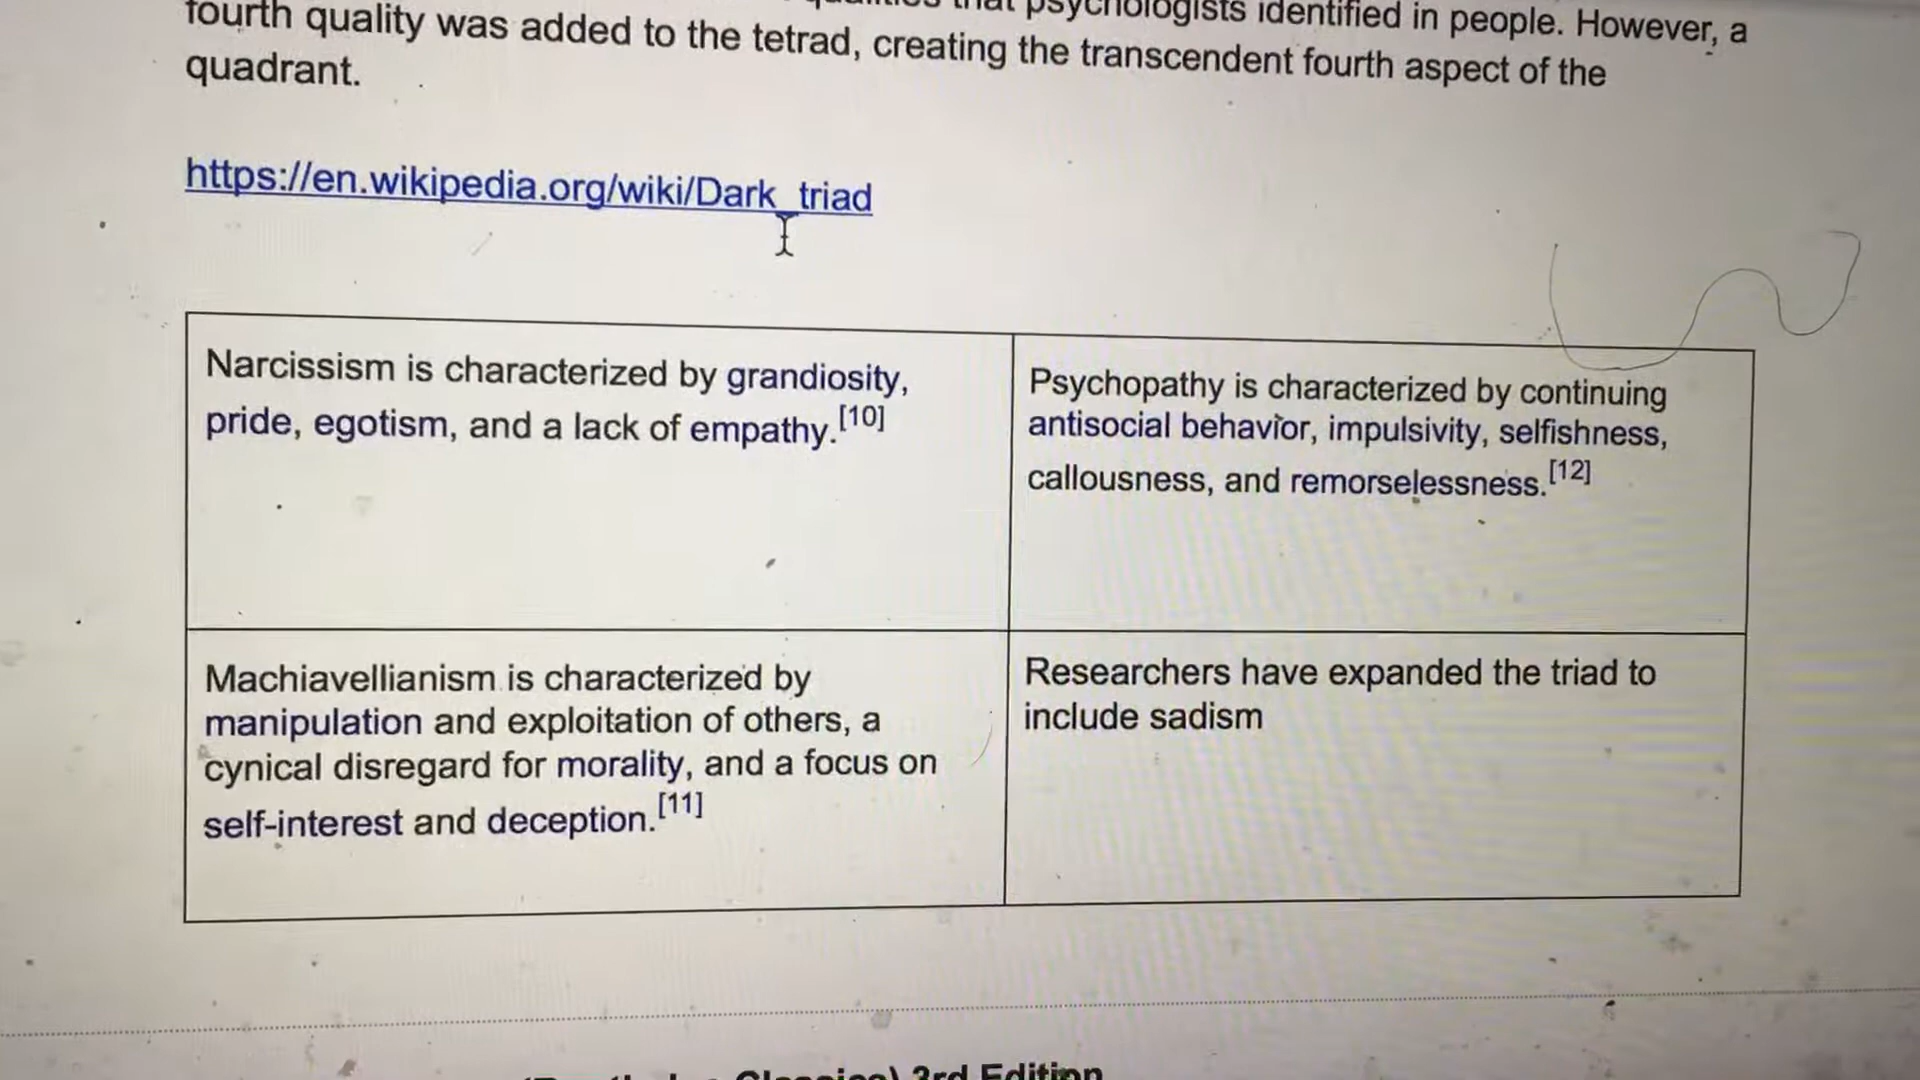 that psychologists identified in people. However, a
fourth quality was added to the tetrad, creating the transcendent fourth aspect of the
quadrant.
https://en.wikipedia.org/wiki/Dark_triad
Narcissism is characterized by grandiosity,
pride, egotism, and a lack of empathy.[10]
Psychopathy is characterized by continuing
antisocial behavior, impulsivity, selfishness,
callousness, and remorselessness.[12]
Machiavellianism is characterized by
manipulation and exploitation of others, a
cynical disregard for morality, and a focus on
self-interest and deception.[11]
Researchers have expanded the triad to
include sadism
Classics) 3rd Edition